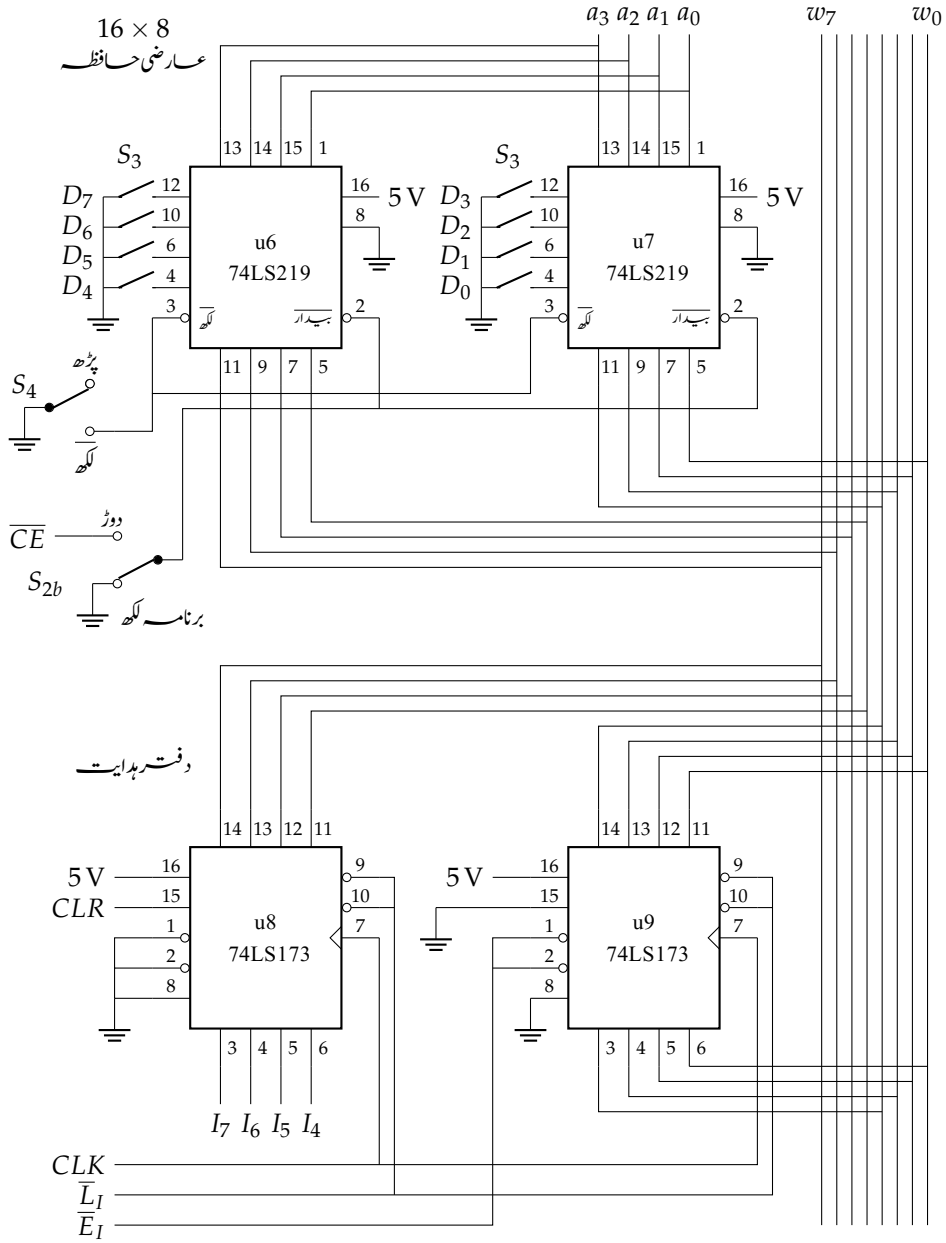 a3 a2 a1 a0 w7 w0
16 × 8
عارضی حافظہ
13 14 15 1 13 14 15 1
S3 S3
D7 12 16 5 V D3 12 16 5 V
D6 10 8 D2 10 8
D5 6 D1 6
D4 4 D0 4
u6 u7
74LS219 74LS219
3 لکھ بیدار 2 3 لکھ بیدار 2
11 9 7 5 11 9 7 5
پڑھ
S4
لکھ
دوڑ
CE
S2b
برنامہ لکھ
دفتر ہدایت
14 13 12 11 14 13 12 11
5 V 16 9 5 V 16 9
CLR 15 10 15 10
u8 u9
1 7 1 7
74LS173 74LS173
2 2
8 8
3 4 5 6 3 4 5 6
I7 I6 I5 I4
CLK
L̅I
E̅I